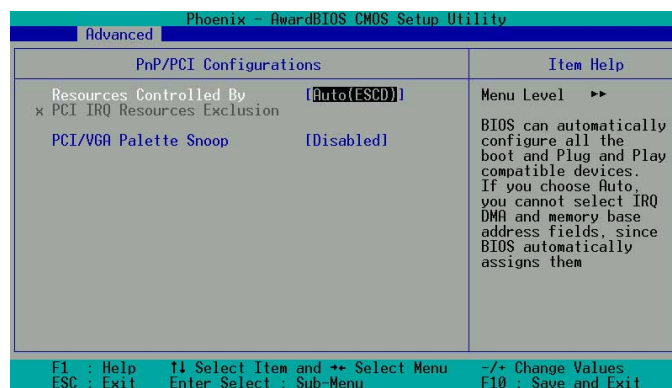 Phoenix - AwardBIOS CMOS Setup Utility
Advanced
PnP/PCI Configurations
Item Help
Resources Controlled By [Auto(ESCD)]
x PCI IRQ Resources Exclusion
PCI/VGA Palette Snoop [Disabled]
Menu Level ►►
BIOS can automatically
configure all the
boot and Plug and Play
compatible devices.
If you choose Auto,
you cannot select IRQ
DMA and memory base
address fields, since
BIOS automatically
assigns them
F1 : Help ↑↓ Select Item and →← Select Menu -/+ Change Values
ESC : Exit Enter Select : Sub-Menu F10 : Save and Exit